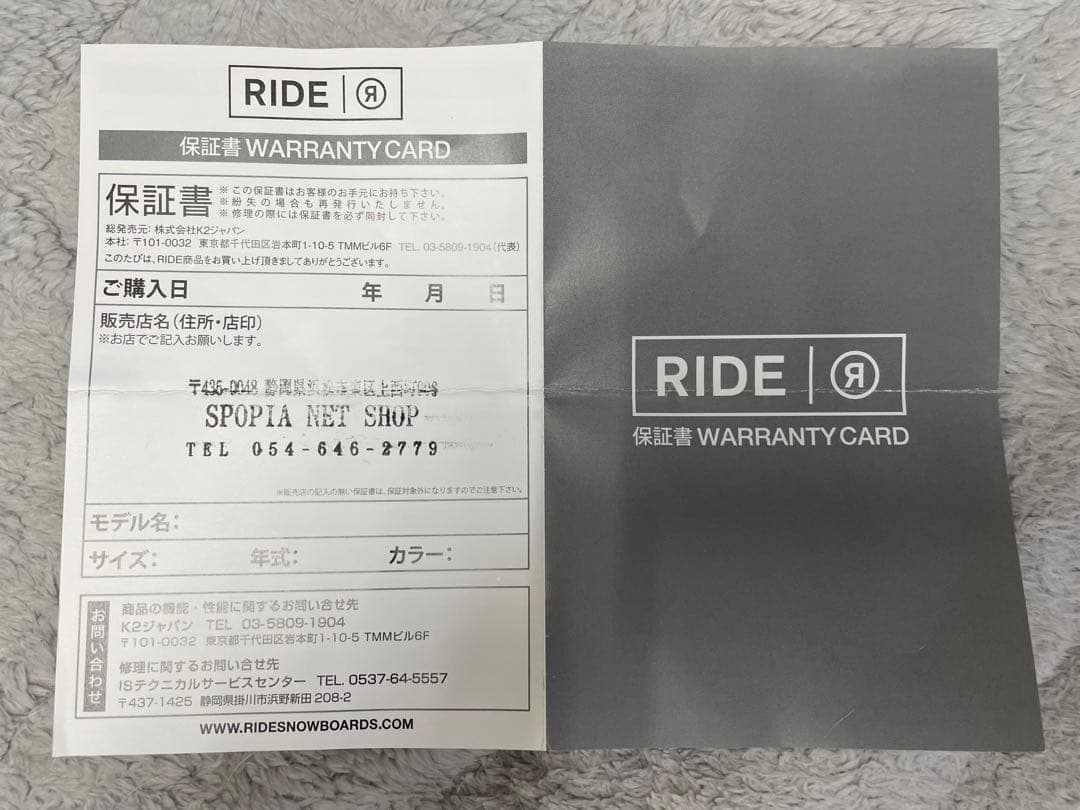 RIDE R
保証書 WARRANTY CARD
保証書
※この保証書はお客様のお手元にお持ち下さい。
※紛失の場合も再発行いたしません。
※修理の際には保証書を必ず同封して下さい。
総発売元: 株式会社K2ジャパン
本社: 〒101-0032 東京都千代田区岩本町1-10-5 TMMビル6F TEL. 03-5809-1904(代表)
このたびは、RIDE商品をお買い上げ頂きましてありがとうございます。
ご購入日 年 月 日
販売店名(住所・店印)
※お店でご記入お願いします。
〒435-0048 静岡県浜松市東区上西町
SPOPIA NET SHOP
TEL 054-646-2779
※販売店の記入の無い保証書は、保証対象外になりますのでご注意下さい。
モデル名:
サイズ: 年式: カラー:
お問い合わせ
商品の機能・性能に関するお問い合せ先
K2ジャパン TEL 03-5809-1904
〒101-0032 東京都千代田区岩本町1-10-5 TMMビル6F
修理に関するお問い合せ先
ISテクニカルサービスセンター TEL. 0537-64-5557
〒437-1425 静岡県掛川市浜野新田 208-2
WWW.RIDESNOWBOARDS.COM
RIDE R
保証書 WARRANTY CARD